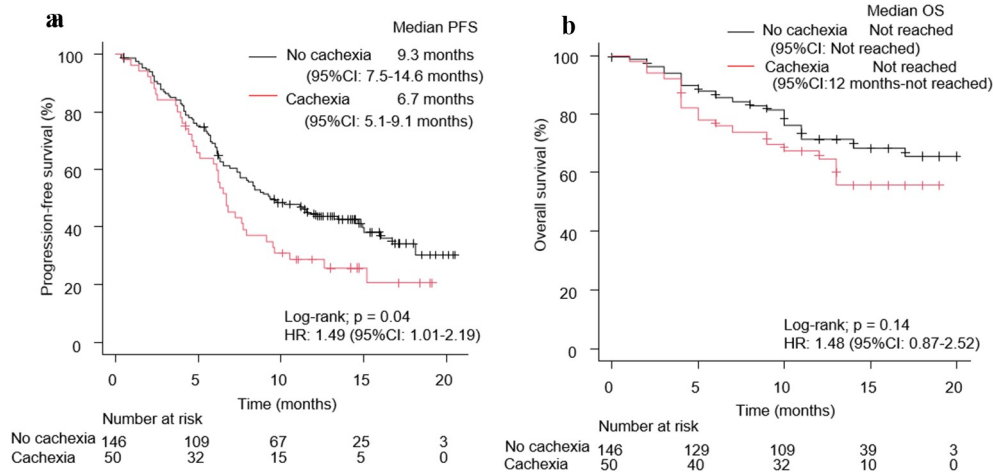 a
Median PFS
No cachexia 9.3 months
(95%CI: 7.5-14.6 months)
Cachexia 6.7 months
(95%CI: 5.1-9.1 months)
Progression-free survival (%)
100
80
60
40
20
0
Log-rank; p = 0.04
HR: 1.49 (95%CI: 1.01-2.19)
0 5 10 15 20
Time (months)
Number at risk
No cachexia 146 109 67 25 3
Cachexia 50 32 15 5 0
b
Median OS
No cachexia Not reached
(95%CI: Not reached)
Cachexia Not reached
(95%CI:12 months-not reached)
Overall survival (%)
100
80
60
40
20
0
Log-rank; p = 0.14
HR: 1.48 (95%CI: 0.87-2.52)
0 5 10 15 20
Time (months)
Number at risk
No cachexia 146 129 109 39 3
Cachexia 50 40 32 10 0